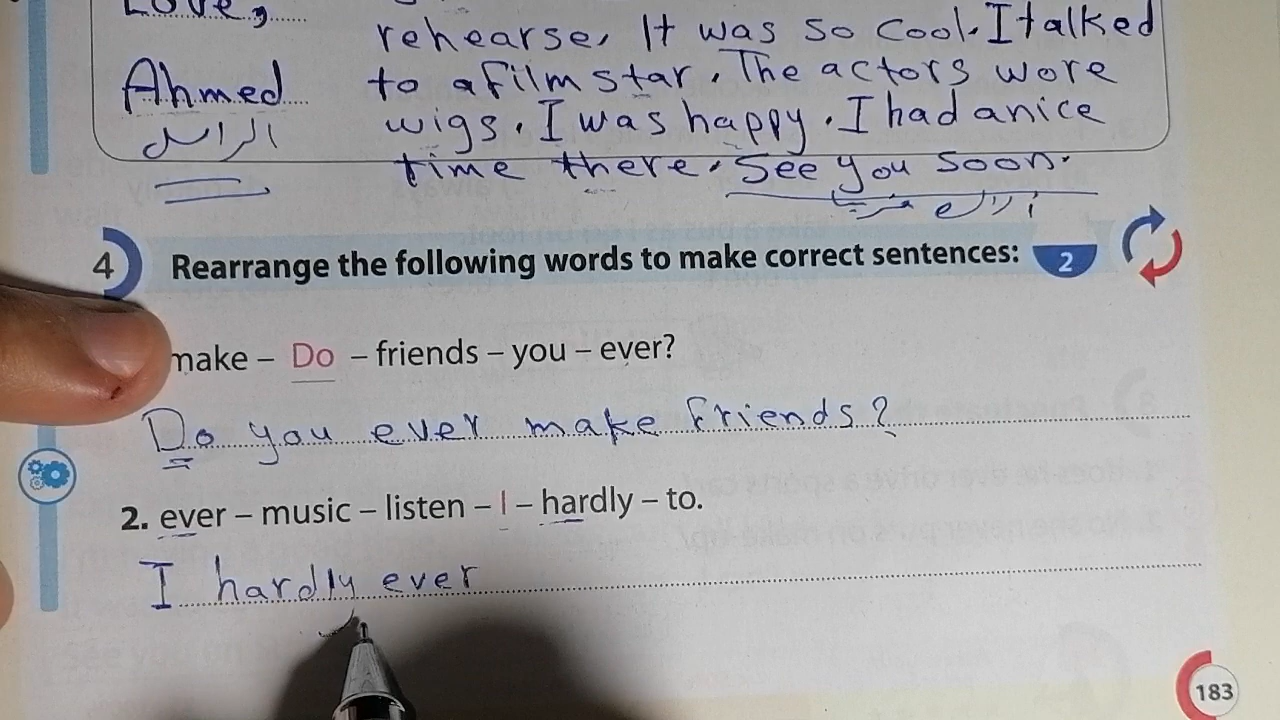 Love,
rehearse, It was so cool. I talked
Ahmed to a film star. The actors wore
الراسل wigs. I was happy. I had a nice
time there. See you soon.
4 Rearrange the following words to make correct sentences: 2
make – Do – friends – you – ever?
Do you ever make friends?
2. ever – music – listen – I – hardly – to.
I hardly ever
183